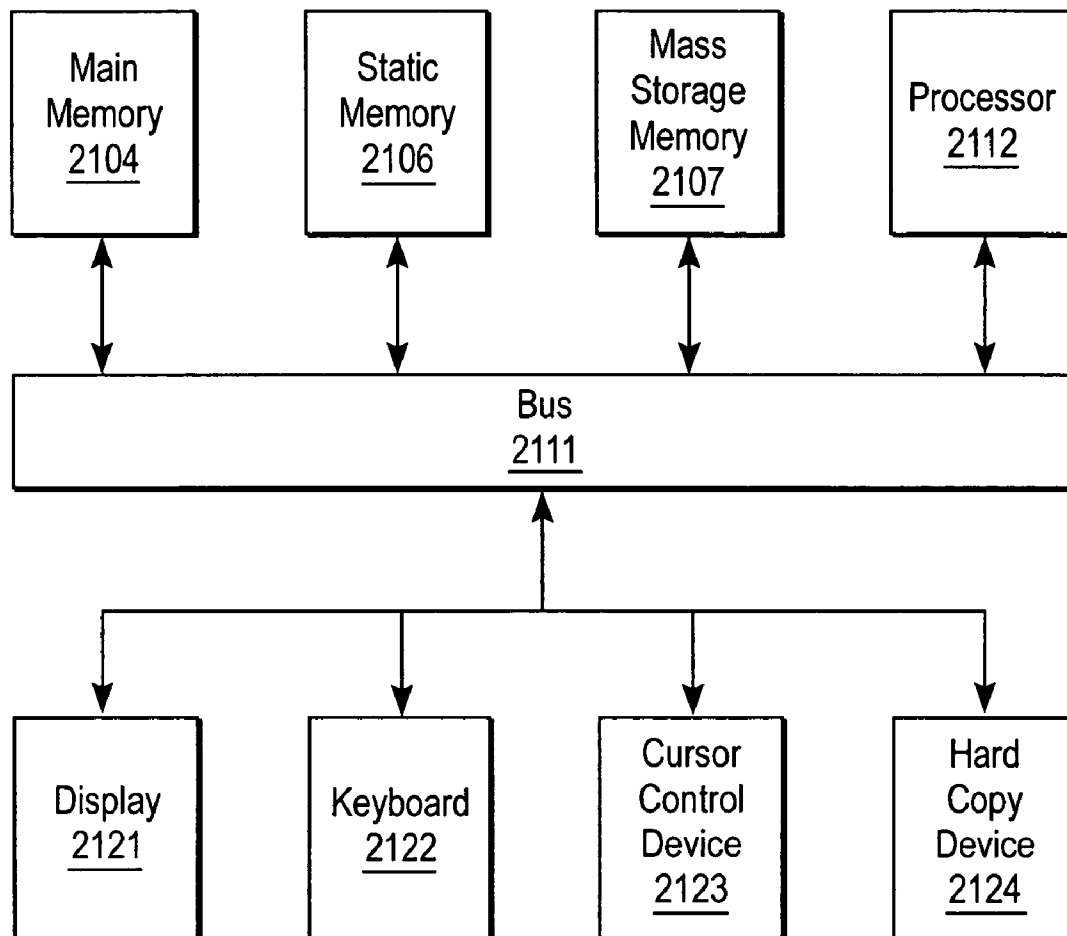 Main
Memory
2104
Static
Memory
2106
Mass
Storage
Memory
2107
Processor
2112
Bus
2111
Display
2121
Keyboard
2122
Cursor
Control
Device
2123
Hard
Copy
Device
2124